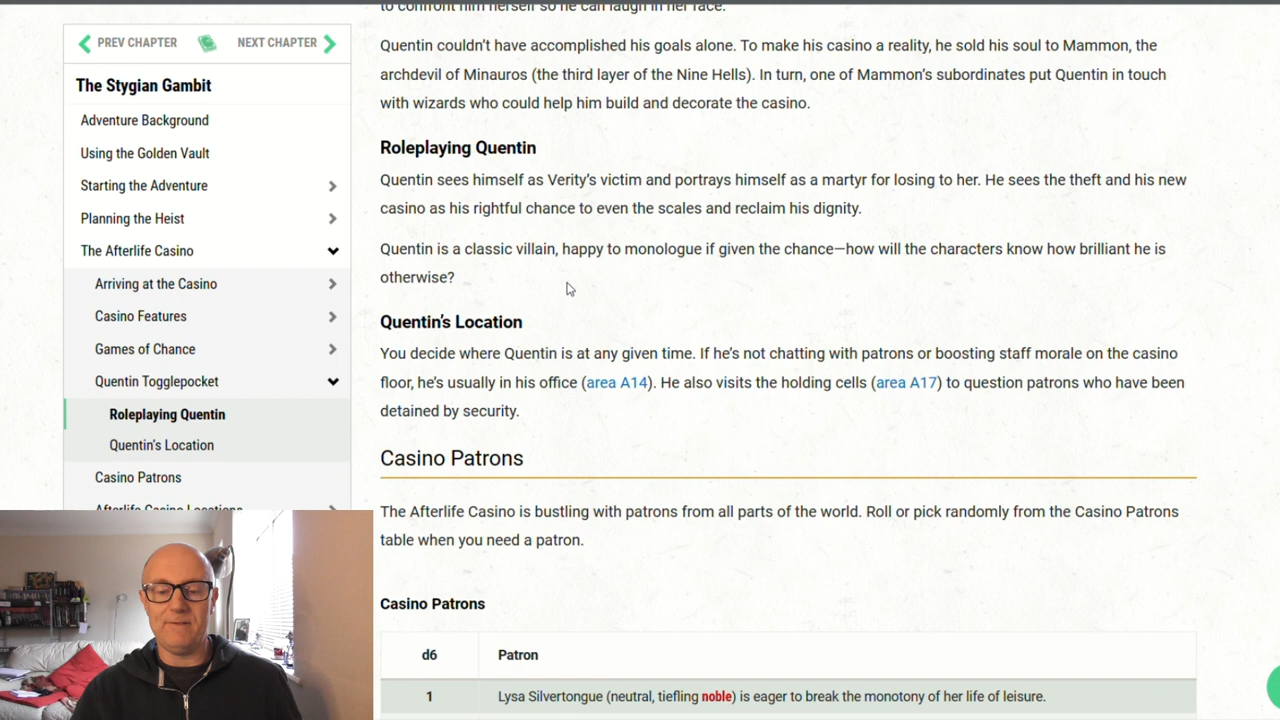 PREV CHAPTER
NEXT CHAPTER
The Stygian Gambit
Adventure Background
Using the Golden Vault
Starting the Adventure
Planning the Heist
The Afterlife Casino
Arriving at the Casino
Casino Features
Games of Chance
Quentin Togglepocket
Roleplaying Quentin
Quentin's Location
Casino Patrons
Afterlife Casino Locations
to confront him herself so he can laugh in her face.
Quentin couldn't have accomplished his goals alone. To make his casino a reality, he sold his soul to Mammon, the
archdevil of Minauros (the third layer of the Nine Hells). In turn, one of Mammon's subordinates put Quentin in touch
with wizards who could help him build and decorate the casino.
Roleplaying Quentin
Quentin sees himself as Verity's victim and portrays himself as a martyr for losing to her. He sees the theft and his new
casino as his rightful chance to even the scales and reclaim his dignity.
Quentin is a classic villain, happy to monologue if given the chance—how will the characters know how brilliant he is
otherwise?
Quentin's Location
You decide where Quentin is at any given time. If he's not chatting with patrons or boosting staff morale on the casino
floor, he's usually in his office (area A14). He also visits the holding cells (area A17) to question patrons who have been
detained by security.
Casino Patrons
The Afterlife Casino is bustling with patrons from all parts of the world. Roll or pick randomly from the Casino Patrons
table when you need a patron.
Casino Patrons
d6 Patron
1 Lysa Silvertongue (neutral, tiefling noble) is eager to break the monotony of her life of leisure.